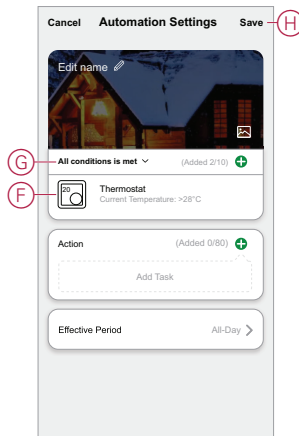 Cancel Automation Settings Save H
Edit name
G All conditions is met (Added 2/10)
F 20 Thermostat
Current Temperature: >28°C
Action (Added 0/80)
Add Task
Effective Period All-Day